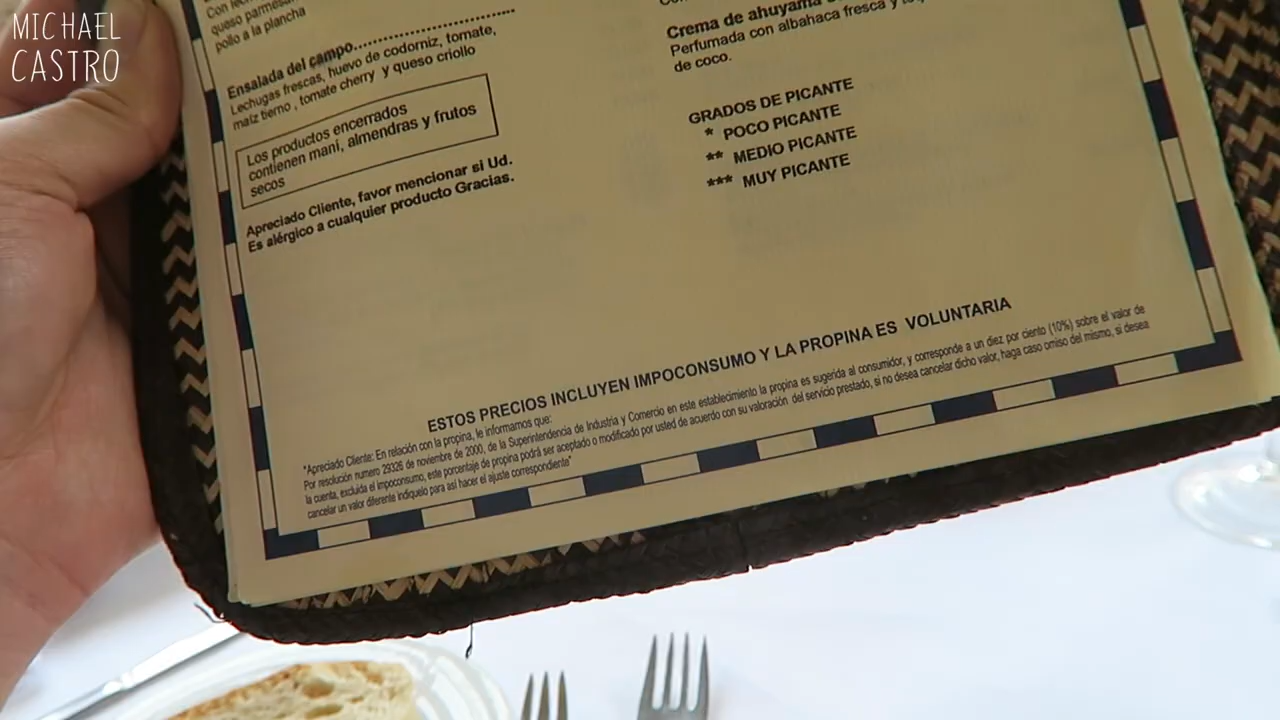 MICHAEL
CASTRO
Con lech
queso parmesan
pollo a la plancha
Ensalada del campo
Lechugas frescas, huevo de codorniz, tomate,
maíz tierno , tomate cherry y queso criollo
Los productos encerrados
contienen maní, almendras y frutos
secos
Apreciado Cliente, favor mencionar si Ud.
Es alérgico a cualquier producto Gracias.
Crema de ahuyama
Perfumada con albahaca fresca y
de coco.
GRADOS DE PICANTE
* POCO PICANTE
** MEDIO PICANTE
*** MUY PICANTE
ESTOS PRECIOS INCLUYEN IMPOCONSUMO Y LA PROPINA ES VOLUNTARIA
"Apreciado Cliente: En relación con la propina, le informamos que:
Por resolución numero 29326 de noviembre de 2000, de la Superintendencia de Industria y Comercio en este establecimiento la propina es sugerida al consumidor, y corresponde a un diez por ciento (10%) sobre el valor de
la cuenta, excluida el impoconsumo, este porcentaje de propina podrá ser aceptado o modificado por usted de acuerdo con su valoración del servicio prestado, si no desea cancelar dicho valor, haga caso omiso del mismo, si desea
cancelar un valor diferente indíquelo para así hacer el ajuste correspondiente"